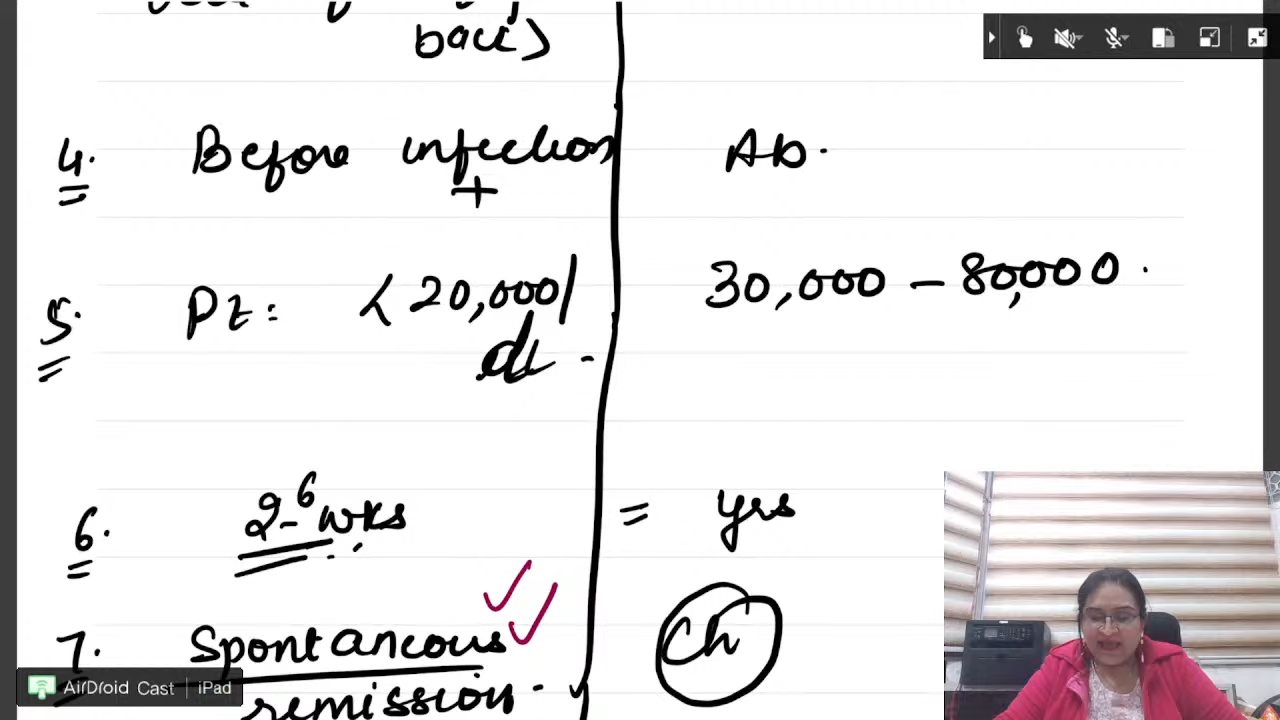 bace)
4. Before infection Ab.
+
5. Pt: <20,000/ 30,000 - 80,000.
dl.
6. 2-6 wks = yrs
7. Spontaneous Ch
remission.
AirDroid Cast | iPad